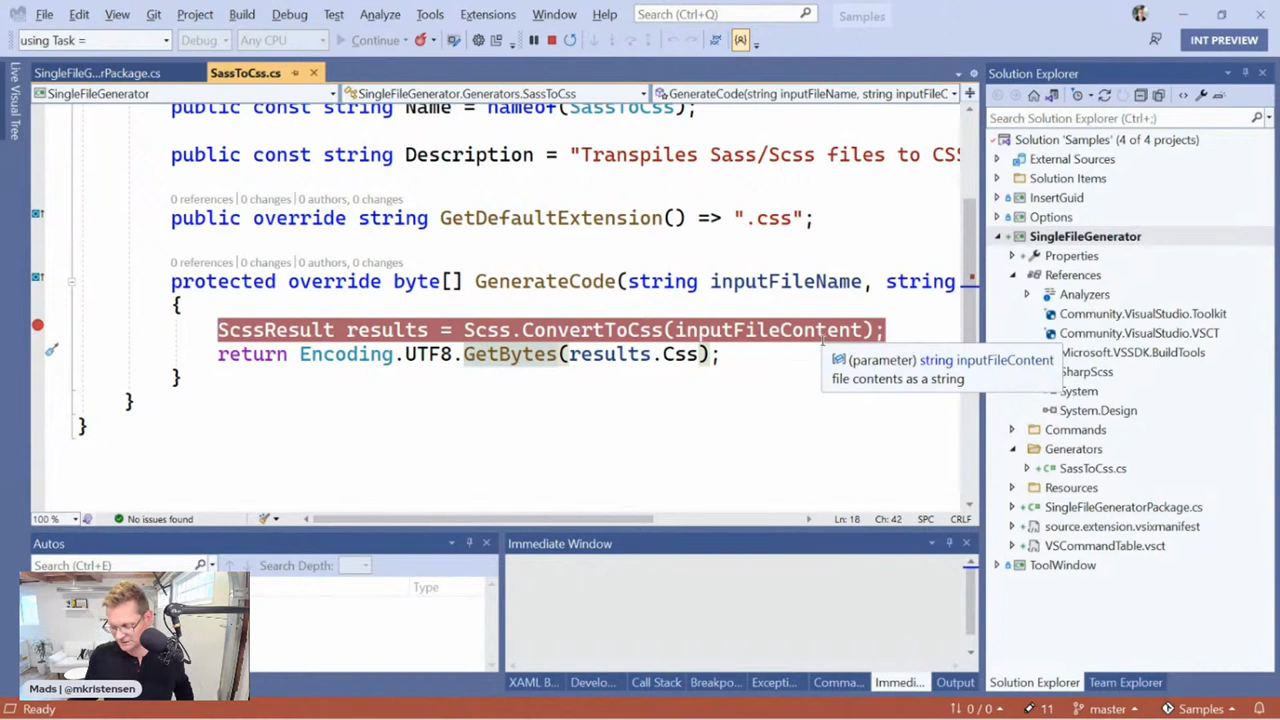 File Edit View Git Project Build Debug Test Analyze Tools Extensions Window Help Search (Ctrl+Q) Samples
using Task = Debug Any CPU Continue INT PREVIEW
Live Visual Tree
SingleFileG...rPackage.cs SassToCss.cs
SingleFileGenerator SingleFileGenerator.Generators.SassToCss GenerateCode(string inputFileName, string inputFileC
public const string Name = nameof(SassToCss);
public const string Description = "Transpiles Sass/Scss files to CSS
0 references | 0 changes | 0 authors, 0 changes
public override string GetDefaultExtension() => ".css";
0 references | 0 changes | 0 authors, 0 changes
protected override byte[] GenerateCode(string inputFileName, string
{
ScssResult results = Scss.ConvertToCss(inputFileContent);
return Encoding.UTF8.GetBytes(results.Css);
}
}
}
(parameter) string inputFileContent
file contents as a string
100 % No issues found Ln: 18 Ch: 42 SPC CRLF
Solution Explorer
Search Solution Explorer (Ctrl+;)
Solution 'Samples' (4 of 4 projects)
External Sources
Solution Items
InsertGuid
Options
SingleFileGenerator
Properties
References
Analyzers
Community.VisualStudio.Toolkit
Community.VisualStudio.VSCT
Microsoft.VSSDK.BuildTools
SharpScss
System
System.Design
Commands
Generators
SassToCss.cs
Resources
SingleFileGeneratorPackage.cs
source.extension.vsixmanifest
VSCommandTable.vsct
ToolWindow
Autos
Search (Ctrl+E) Search Depth:
Type
Immediate Window
Mads | @mkristensen
XAML B... Develo... Call Stack Breakpo... Excepti... Comma... Immedi... Output
Solution Explorer Team Explorer
Ready 0 / 0 11 master Samples